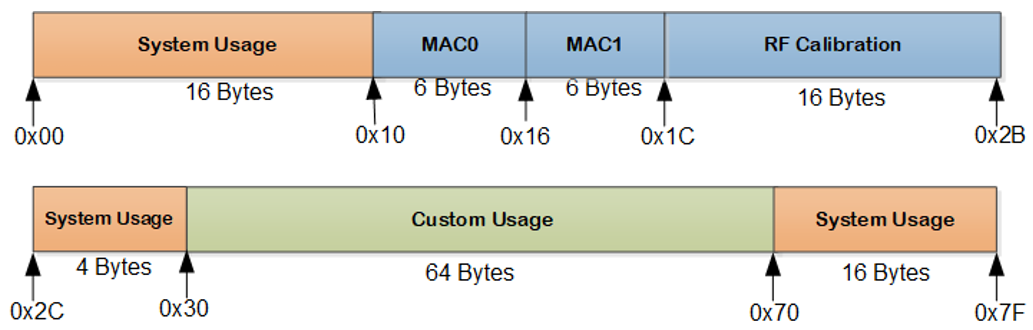 System Usage MAC0 MAC1 RF Calibration
16 Bytes 6 Bytes 6 Bytes 16 Bytes
0x00 0x10 0x16 0x1C 0x2B
System Usage Custom Usage System Usage
4 Bytes 64 Bytes 16 Bytes
0x2C 0x30 0x70 0x7F